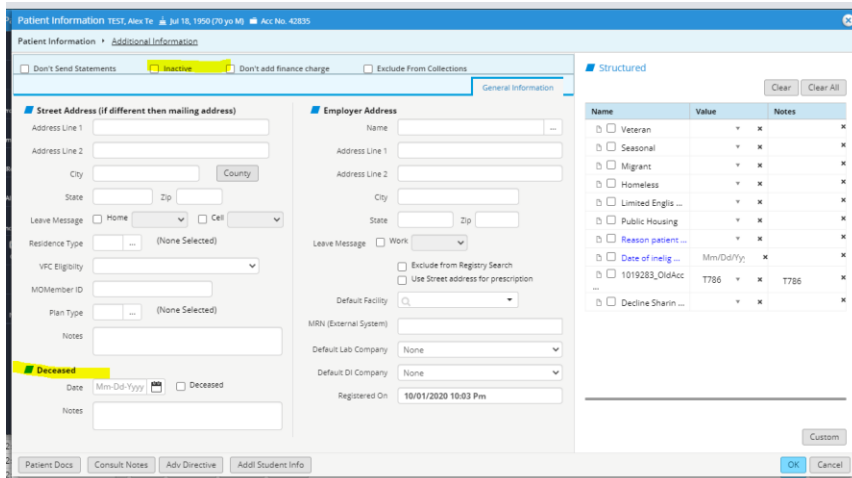 Patient Information TEST, Alex Te Jul 18, 1950 (70 yo M) Acc No. 42835
Patient Information Additional Information
Don't Send Statements Inactive Don't add finance charge Exclude From Collections
General Information
Street Address (if different then mailing address)
Address Line 1
Address Line 2
City County
State Zip
Leave Message Home Cell
Residence Type ... (None Selected)
VFC Eligiblity
MOMember ID
Plan Type ... (None Selected)
Notes
Deceased
Date Mm-Dd-Yyyy Deceased
Notes
Employer Address
Name ...
Address Line 1
Address Line 2
City
State Zip
Leave Message Work
Exclude from Registry Search
Use Street address for prescription
Default Facility
MRN (External System)
Default Lab Company None
Default DI Company None
Registered On 10/01/2020 10:03 Pm
Structured
Clear Clear All
Name Value Notes
Veteran
Seasonal
Migrant
Homeless
Limited Englis ...
Public Housing
Reason patient ...
Date of inelig ... Mm/Dd/Yy
1019283_OldAcc T786 T786
...
Decline Sharin ...
Custom
Patient Docs Consult Notes Adv Directive Addl Student Info OK Cancel